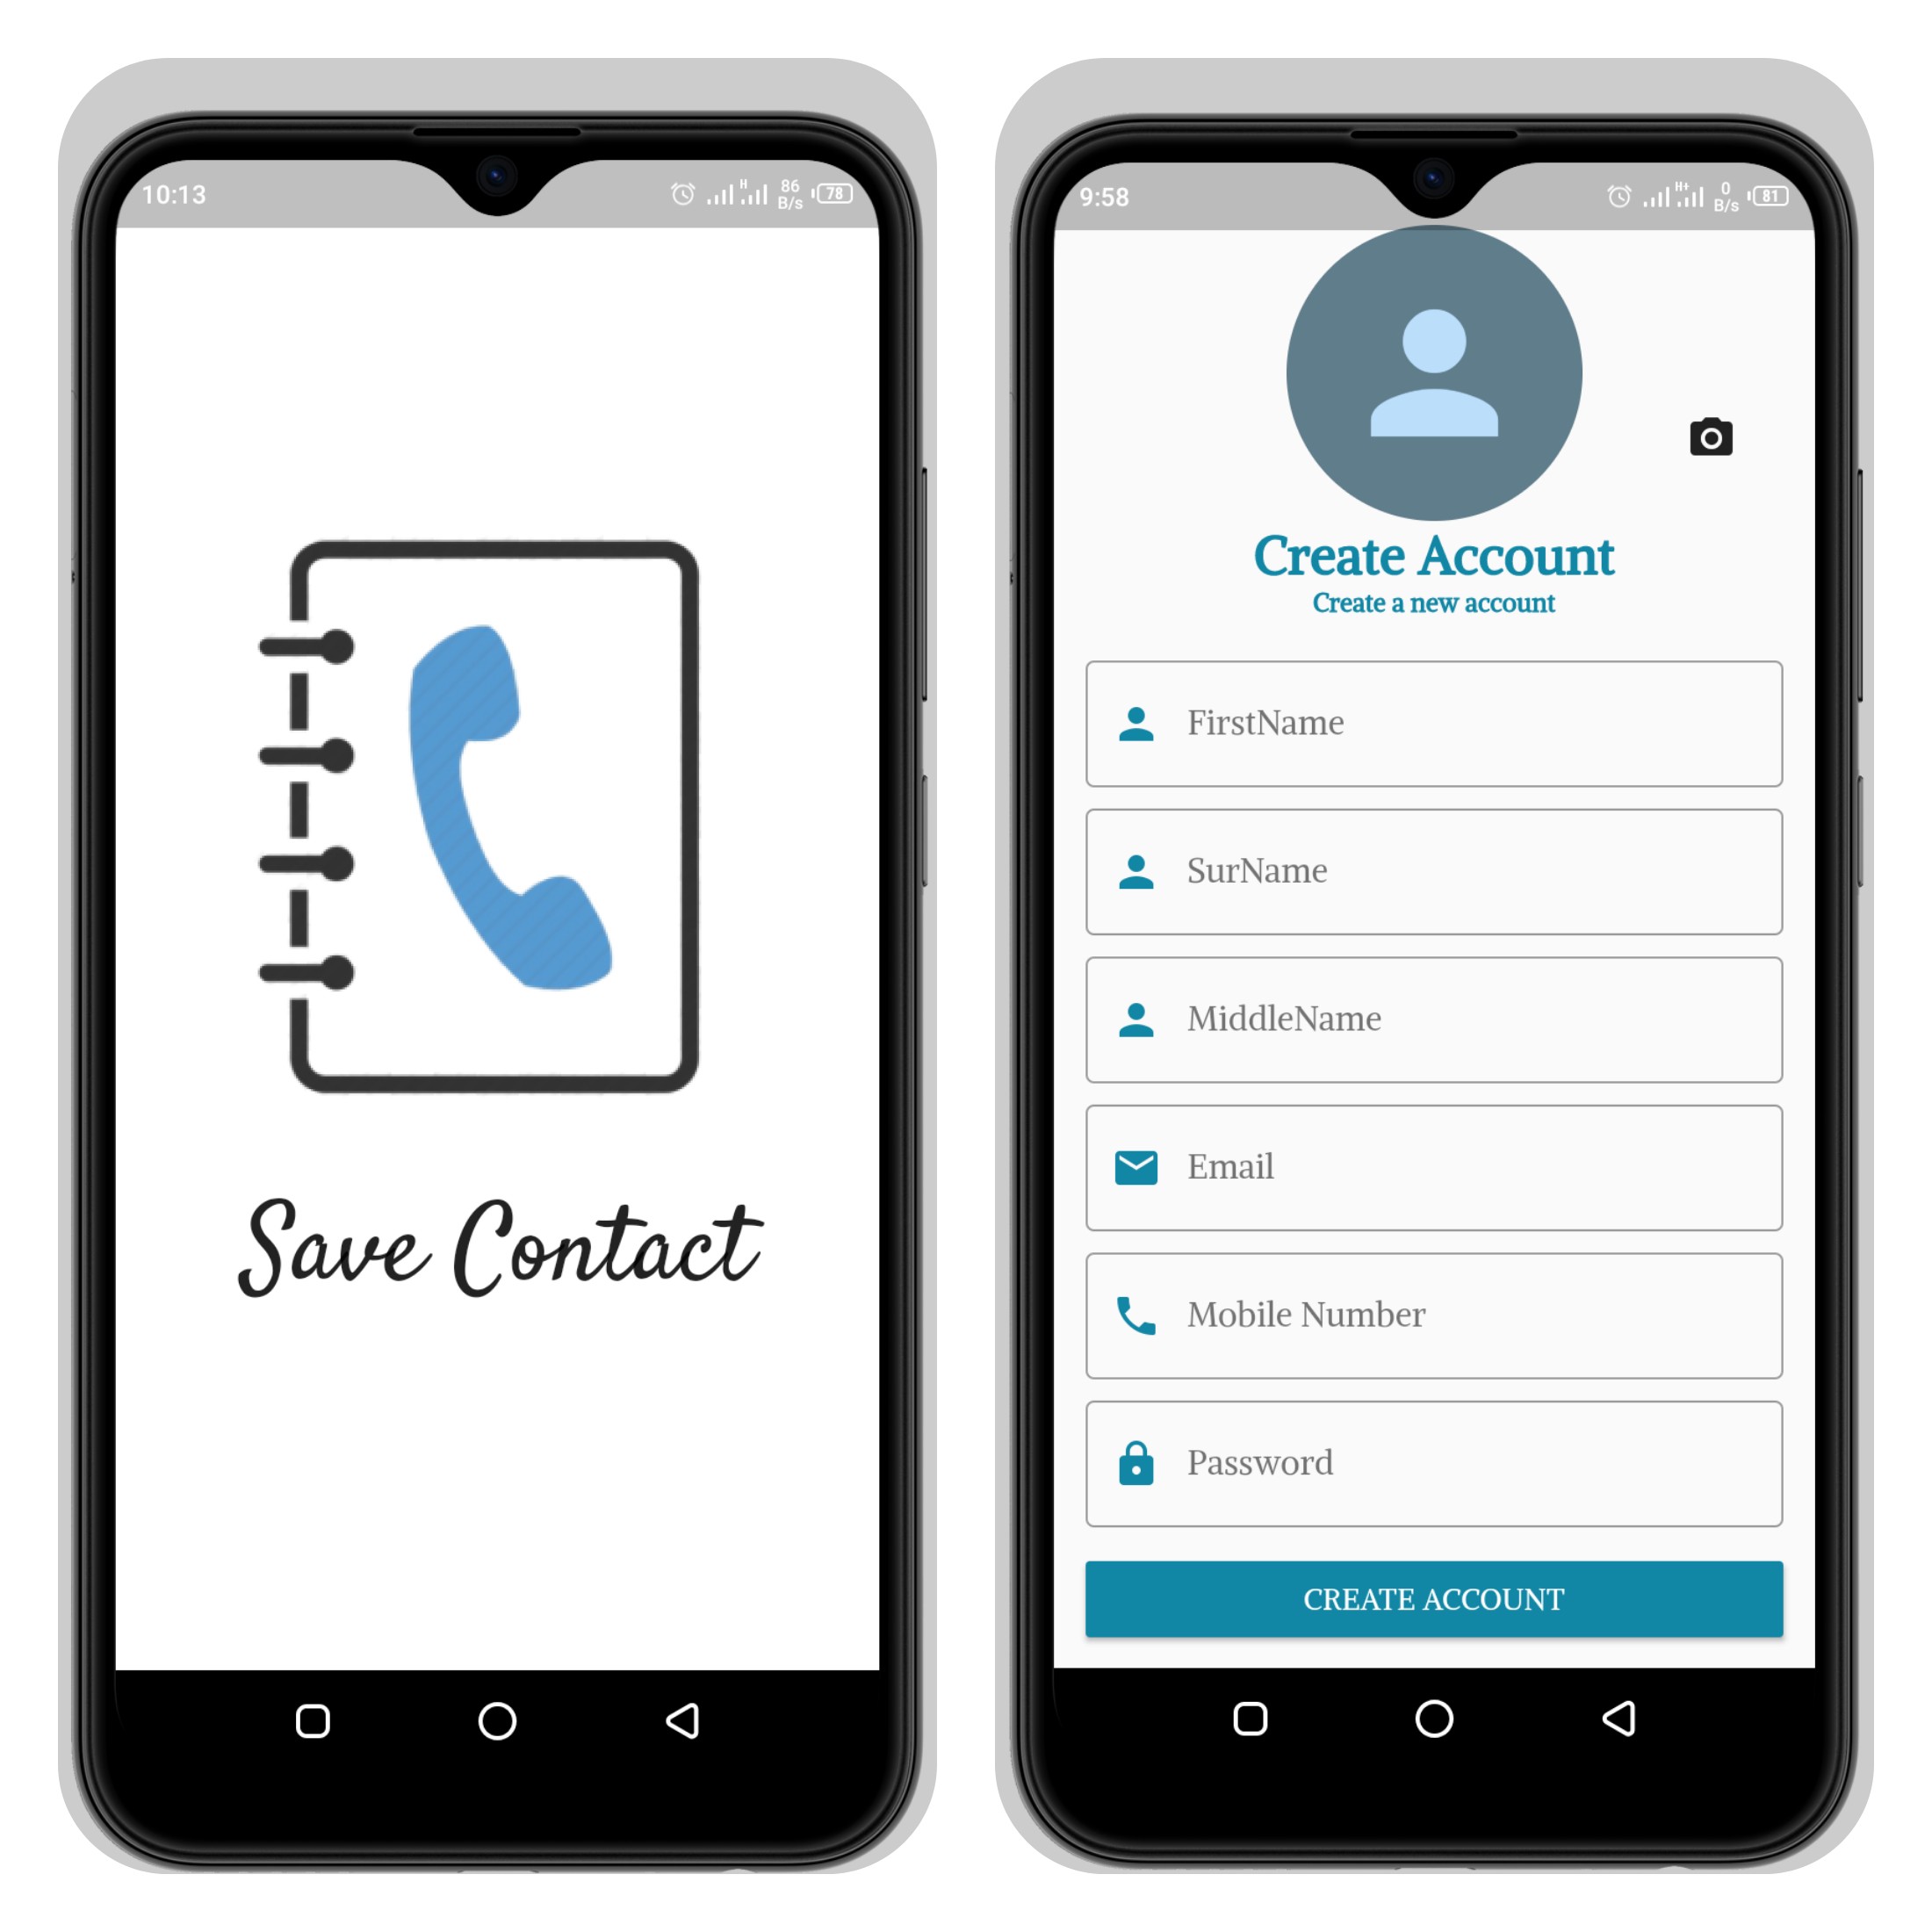 10:13
H
86
B/s
78
Save Contact
9:58
H+
0
B/s
81
Create Account
Create a new account
FirstName
SurName
MiddleName
Email
Mobile Number
Password
CREATE ACCOUNT